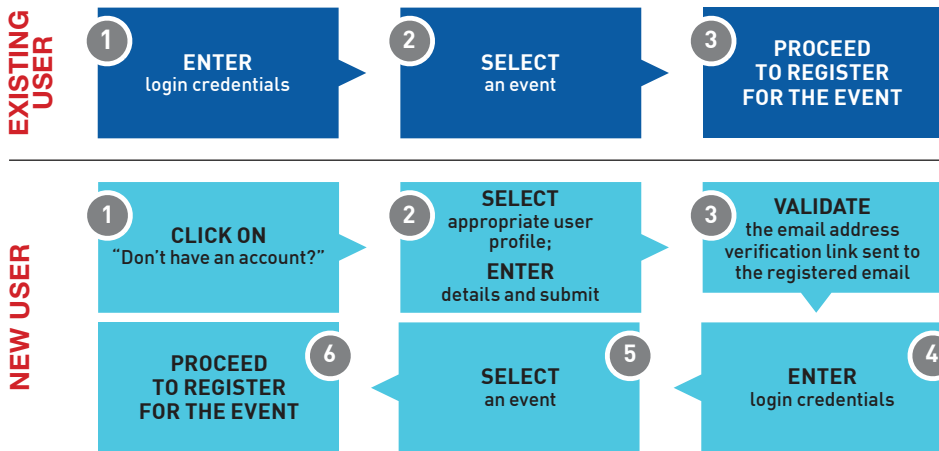 EXISTING
USER
1
ENTER
login credentials
2
SELECT
an event
3
PROCEED
TO REGISTER
FOR THE EVENT
NEW USER
1
CLICK ON
“Don’t have an account?”
2
SELECT
appropriate user
profile;
ENTER
details and submit
3
VALIDATE
the email address
verification link sent to
the registered email
4
ENTER
login credentials
5
SELECT
an event
6
PROCEED
TO REGISTER
FOR THE EVENT